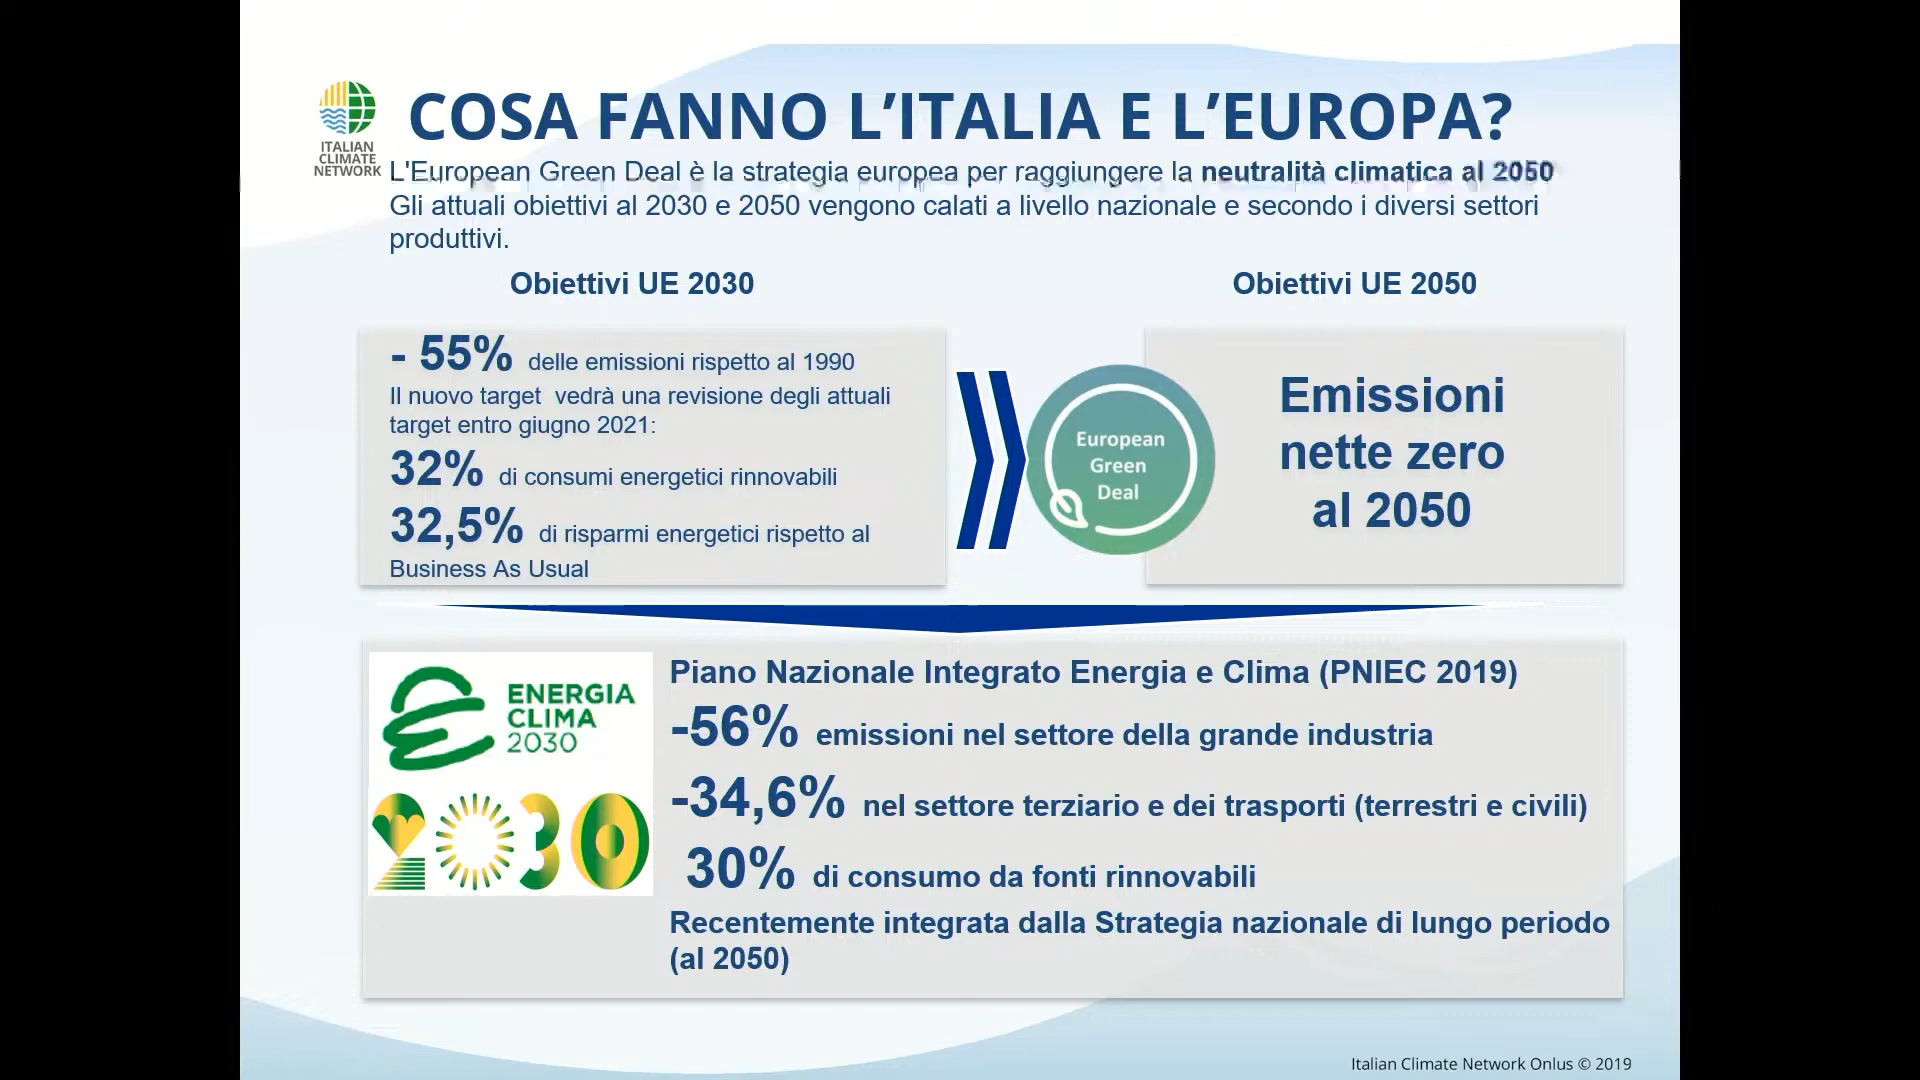 COSA FANNO L’ITALIA E L’EUROPA?
ITALIAN
CLIMATE
NETWORK
L'European Green Deal è la strategia europea per raggiungere la neutralità climatica al 2050
Gli attuali obiettivi al 2030 e 2050 vengono calati a livello nazionale e secondo i diversi settori
produttivi.
Obiettivi UE 2030
- 55% delle emissioni rispetto al 1990
Il nuovo target vedrà una revisione degli attuali
target entro giugno 2021:
32% di consumi energetici rinnovabili
32,5% di risparmi energetici rispetto al
Business As Usual
European
Green
Deal
Obiettivi UE 2050
Emissioni
nette zero
al 2050
ENERGIA
CLIMA
2030
2030
Piano Nazionale Integrato Energia e Clima (PNIEC 2019)
-56% emissioni nel settore della grande industria
-34,6% nel settore terziario e dei trasporti (terrestri e civili)
30% di consumo da fonti rinnovabili
Recentemente integrata dalla Strategia nazionale di lungo periodo
(al 2050)
Italian Climate Network Onlus © 2019